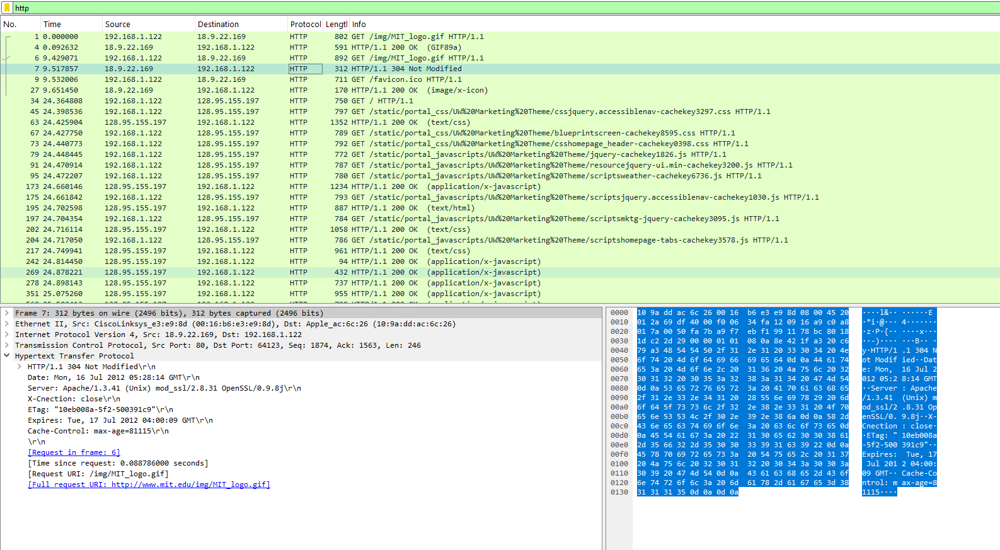 http
No. Time Source Destination Protocol Lengtl Info
1 0.000000 192.168.1.122 18.9.22.169 HTTP 802 GET /img/MIT_logo.gif HTTP/1.1
4 0.092632 18.9.22.169 192.168.1.122 HTTP 591 HTTP/1.1 200 OK (GIF89a)
6 9.429071 192.168.1.122 18.9.22.169 HTTP 892 GET /img/MIT_logo.gif HTTP/1.1
7 9.517857 18.9.22.169 192.168.1.122 HTTP 312 HTTP/1.1 304 Not Modified
9 9.532006 192.168.1.122 18.9.22.169 HTTP 711 GET /favicon.ico HTTP/1.1
27 9.651450 18.9.22.169 192.168.1.122 HTTP 170 HTTP/1.1 200 OK (image/x-icon)
34 24.364808 192.168.1.122 128.95.155.197 HTTP 750 GET / HTTP/1.1
45 24.398536 192.168.1.122 128.95.155.197 HTTP 797 GET /static/portal_css/UW%20Marketing%20Theme/cssjquery.accessiblenav-cachekey3297.css HTTP/1.1
63 24.425904 128.95.155.197 192.168.1.122 HTTP 1352 HTTP/1.1 200 OK (text/css)
67 24.427750 192.168.1.122 128.95.155.197 HTTP 789 GET /static/portal_css/UW%20Marketing%20Theme/blueprintscreen-cachekey8595.css HTTP/1.1
73 24.440773 192.168.1.122 128.95.155.197 HTTP 792 GET /static/portal_css/UW%20Marketing%20Theme/csshomepage_header-cachekey0398.css HTTP/1.1
79 24.448445 192.168.1.122 128.95.155.197 HTTP 772 GET /static/portal_javascripts/UW%20Marketing%20Theme/jquery-cachekey1826.js HTTP/1.1
91 24.470914 192.168.1.122 128.95.155.197 HTTP 787 GET /static/portal_javascripts/UW%20Marketing%20Theme/resourcejquery-ui.min-cachekey3200.js HTTP/1.1
95 24.472207 192.168.1.122 128.95.155.197 HTTP 780 GET /static/portal_javascripts/UW%20Marketing%20Theme/scriptsweather-cachekey6736.js HTTP/1.1
173 24.660146 128.95.155.197 192.168.1.122 HTTP 1234 HTTP/1.1 200 OK (application/x-javascript)
175 24.661842 192.168.1.122 128.95.155.197 HTTP 793 GET /static/portal_javascripts/UW%20Marketing%20Theme/scriptsjquery.accessiblenav-cachekey1030.js HTTP/1.1
195 24.702598 128.95.155.197 192.168.1.122 HTTP 887 HTTP/1.1 200 OK (text/html)
197 24.704354 192.168.1.122 128.95.155.197 HTTP 784 GET /static/portal_javascripts/UW%20Marketing%20Theme/scriptsmktg-jquery-cachekey3095.js HTTP/1.1
202 24.716114 128.95.155.197 192.168.1.122 HTTP 1058 HTTP/1.1 200 OK (text/css)
204 24.717050 192.168.1.122 128.95.155.197 HTTP 786 GET /static/portal_javascripts/UW%20Marketing%20Theme/scriptshomepage-tabs-cachekey3578.js HTTP/1.1
217 24.749941 128.95.155.197 192.168.1.122 HTTP 961 HTTP/1.1 200 OK (text/css)
242 24.814450 128.95.155.197 192.168.1.122 HTTP 94 HTTP/1.1 200 OK (application/x-javascript)
269 24.878221 128.95.155.197 192.168.1.122 HTTP 432 HTTP/1.1 200 OK (application/x-javascript)
278 24.898143 128.95.155.197 192.168.1.122 HTTP 737 HTTP/1.1 200 OK (application/x-javascript)
351 25.075260 128.95.155.197 192.168.1.122 HTTP 955 HTTP/1.1 200 OK (application/x-javascript)
Frame 7: 312 bytes on wire (2496 bits), 312 bytes captured (2496 bits)
Ethernet II, Src: CiscoLinksys_e3:e9:8d (00:16:b6:e3:e9:8d), Dst: Apple_ac:6c:26 (10:9a:dd:ac:6c:26)
Internet Protocol Version 4, Src: 18.9.22.169, Dst: 192.168.1.122
Transmission Control Protocol, Src Port: 80, Dst Port: 64123, Seq: 1874, Ack: 1563, Len: 246
Hypertext Transfer Protocol
HTTP/1.1 304 Not Modified\r\n
Date: Mon, 16 Jul 2012 05:28:14 GMT\r\n
Server: Apache/1.3.41 (Unix) mod_ssl/2.8.31 OpenSSL/0.9.8j\r\n
X-Cnection: close\r\n
ETag: "10eb008a-5f2-500391c9"\r\n
Expires: Tue, 17 Jul 2012 04:00:09 GMT\r\n
Cache-Control: max-age=81115\r\n
\r\n
[Request in frame: 6]
[Time since request: 0.088786000 seconds]
[Request URI: /img/MIT_logo.gif]
[Full request URI: http://www.mit.edu/img/MIT_logo.gif]
0000 10 9a dd ac 6c 26 00 16 b6 e3 e9 8d 08 00 45 20 ····l&·· ······E
0010 01 2a 69 df 40 00 f0 06 34 fa 12 09 16 a9 c0 a8 ·*i·@··· 4·······
0020 01 7a 00 50 fa 7b a9 f7 eb f1 99 11 78 bc 80 18 ·z·P·{·· ····x···
0030 1d c2 2d 29 00 00 01 01 08 0a 8e 42 1f a3 20 c6 ··-)···· ···B·· ·
0040 79 a3 48 54 54 50 2f 31 2e 31 20 33 30 34 20 4e y·HTTP/1 .1 304 N
0050 6f 74 20 4d 6f 64 69 66 69 65 64 0d 0a 44 61 74 ot Modif ied··Dat
0060 65 3a 20 4d 6f 6e 2c 20 31 36 20 4a 75 6c 20 32 e: Mon, 16 Jul 2
0070 30 31 32 20 30 35 3a 32 38 3a 31 34 20 47 4d 54 012 05:2 8:14 GMT
0080 0d 0a 53 65 72 76 65 72 3a 20 41 70 61 63 68 65 ··Server : Apache
0090 2f 31 2e 33 2e 34 31 20 28 55 6e 69 78 29 20 6d /1.3.41 (Unix) m
00a0 6f 64 5f 73 73 6c 2f 32 2e 38 2e 33 31 20 4f 70 od_ssl/2 .8.31 Op
00b0 65 6e 53 53 4c 2f 30 2e 39 2e 38 6a 0d 0a 58 2d enSSL/0. 9.8j··X-
00c0 43 6e 65 63 74 69 6f 6e 3a 20 63 6c 6f 73 65 0d Cnection : close·
00d0 0a 45 54 61 67 3a 20 22 31 30 65 62 30 30 38 61 ·ETag: " 10eb008a
00e0 2d 35 66 32 2d 35 30 30 33 39 31 63 39 22 0d 0a -5f2-500 391c9"··
00f0 45 78 70 69 72 65 73 3a 20 54 75 65 2c 20 31 37 Expires: Tue, 17
0100 20 4a 75 6c 20 32 30 31 32 20 30 34 3a 30 30 3a Jul 201 2 04:00:
0110 30 39 20 47 4d 54 0d 0a 43 61 63 68 65 2d 43 6f 09 GMT·· Cache-Co
0120 6e 74 72 6f 6c 3a 20 6d 61 78 2d 61 67 65 3d 38 ntrol: m ax-age=8
0130 31 31 31 35 0d 0a 0d 0a 1115····